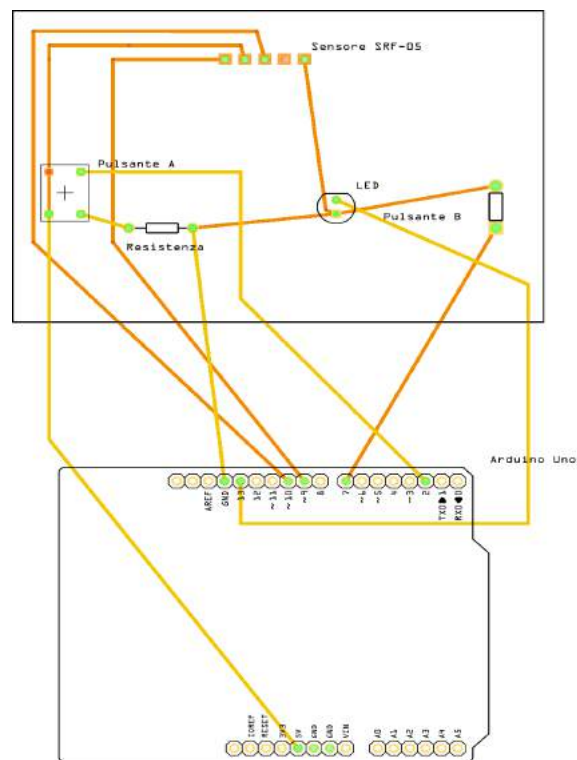 Sensore SRF-05
Pulsante A
LED
Pulsante B
Resistenza
Arduino Uno
AREF
GND
13
12
~11
~10
~9
8
7
~6
~5
4
~3
2
TXO▶1
RXO◀0
IOREF
RESET
3V3
5V
GND
GND
VIN
A0
A1
A2
A3
A4
A5